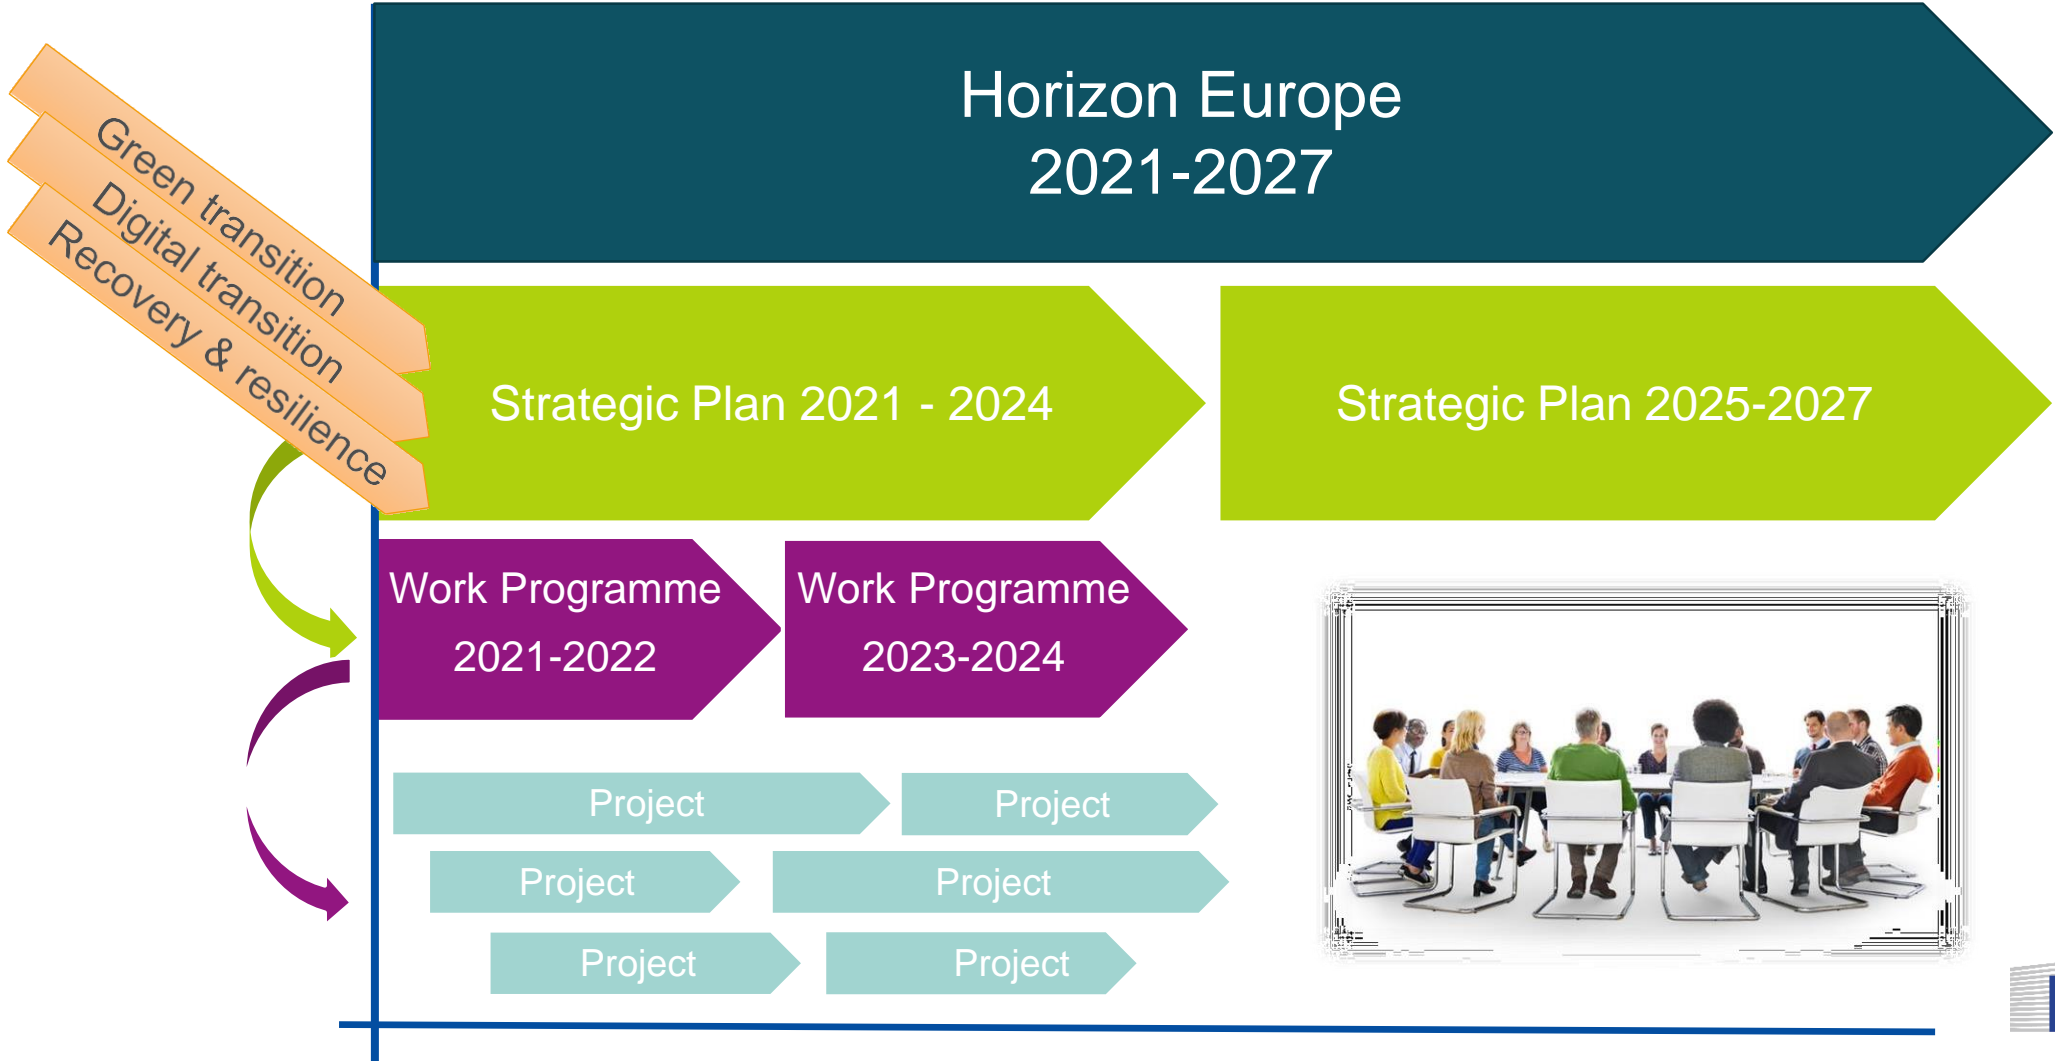 Horizon Europe
2021-2027
Green transition
Digital transition
Recovery & resilience
Strategic Plan 2021 - 2024
Strategic Plan 2025-2027
Work Programme
2021-2022
Work Programme
2023-2024
Project
Project
Project
Project
Project
Project